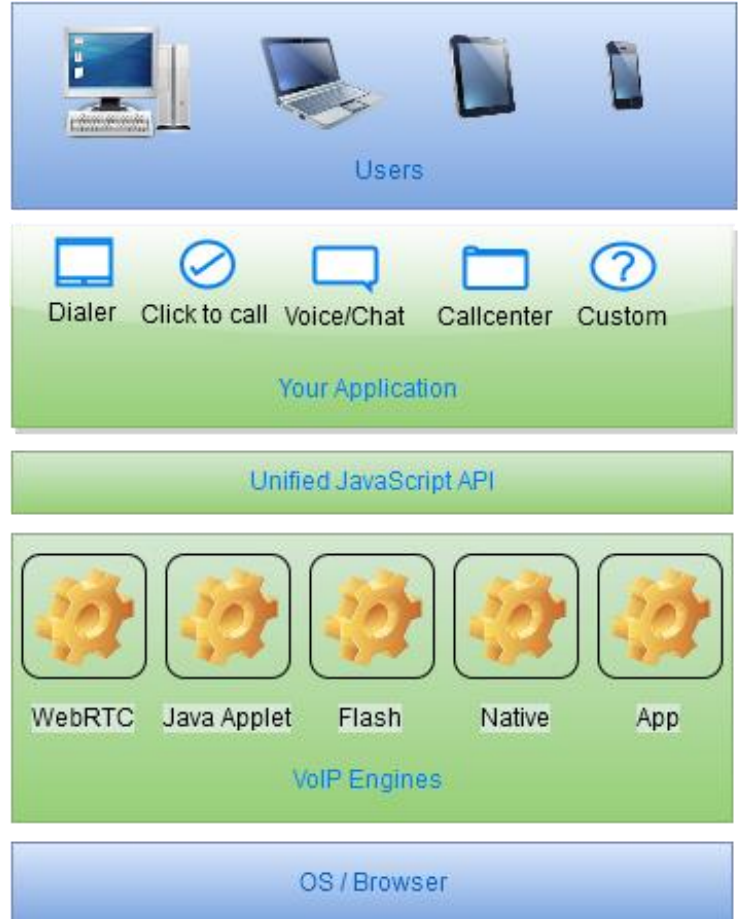 Users
Dialer Click to call Voice/Chat Callcenter Custom
Your Application
Unified JavaScript API
WebRTC Java Applet Flash Native App
VoIP Engines
OS / Browser